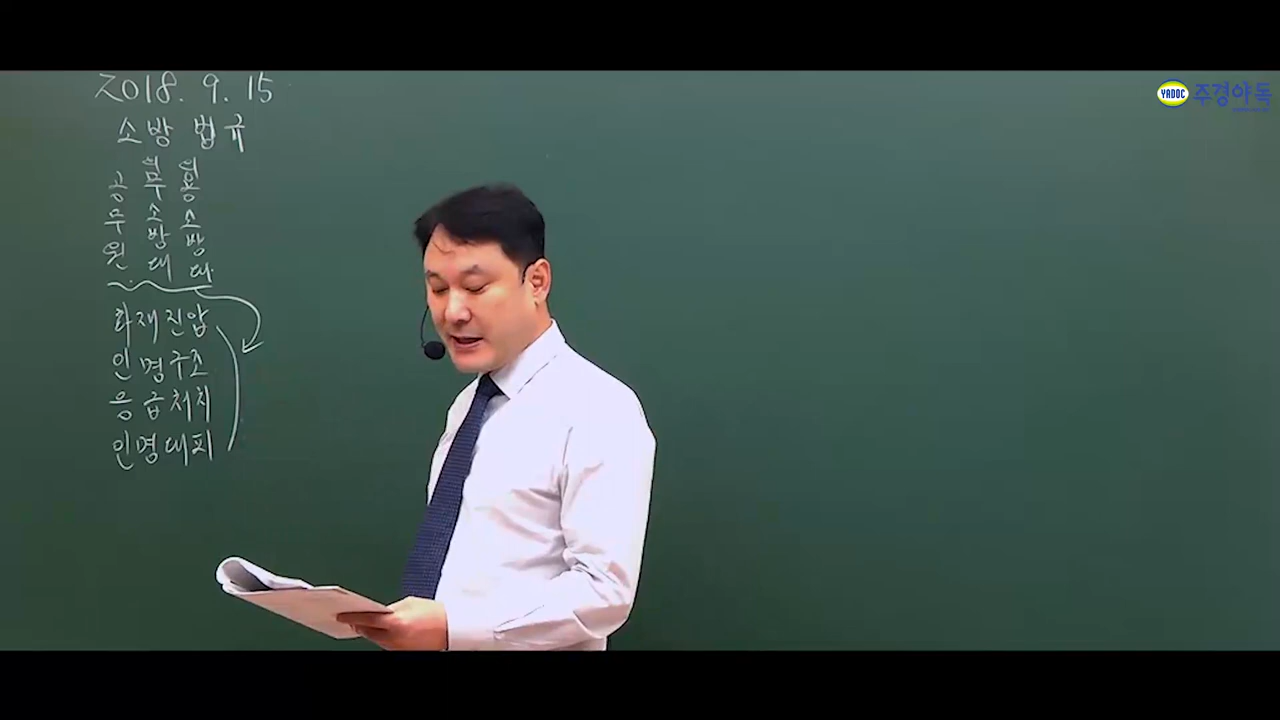 2018. 9. 15
소방 법규
공무원 의무소방대 의용소방대
화재진압
인명구조
응급처치
인명대피
YADOC 주경야독